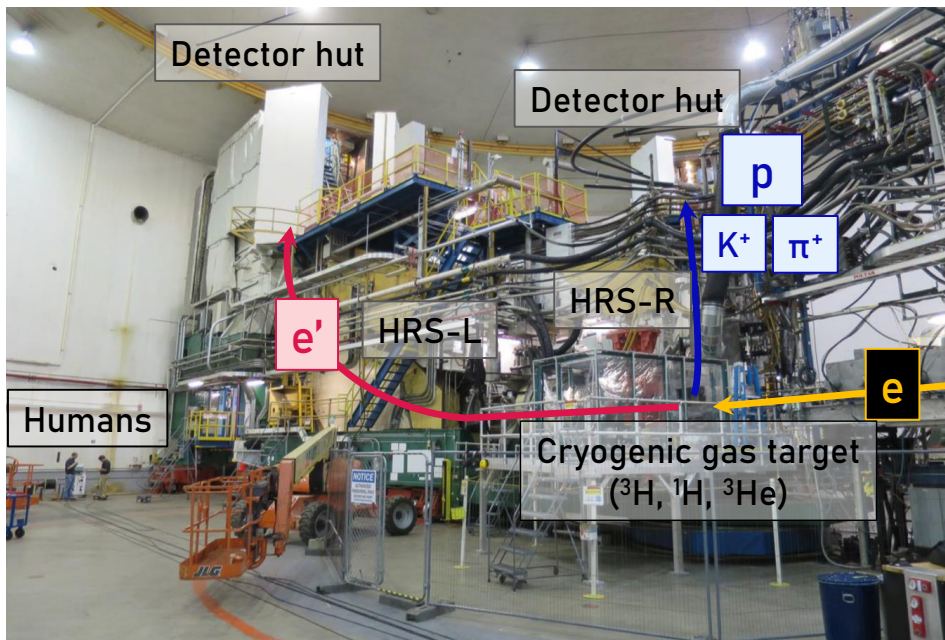 Detector hut
Detector hut
p
K⁺
π⁺
HRS-R
HRS-L
e’
e
Humans
Cryogenic gas target
(³H, ¹H, ³He)
NOTICE
JLG